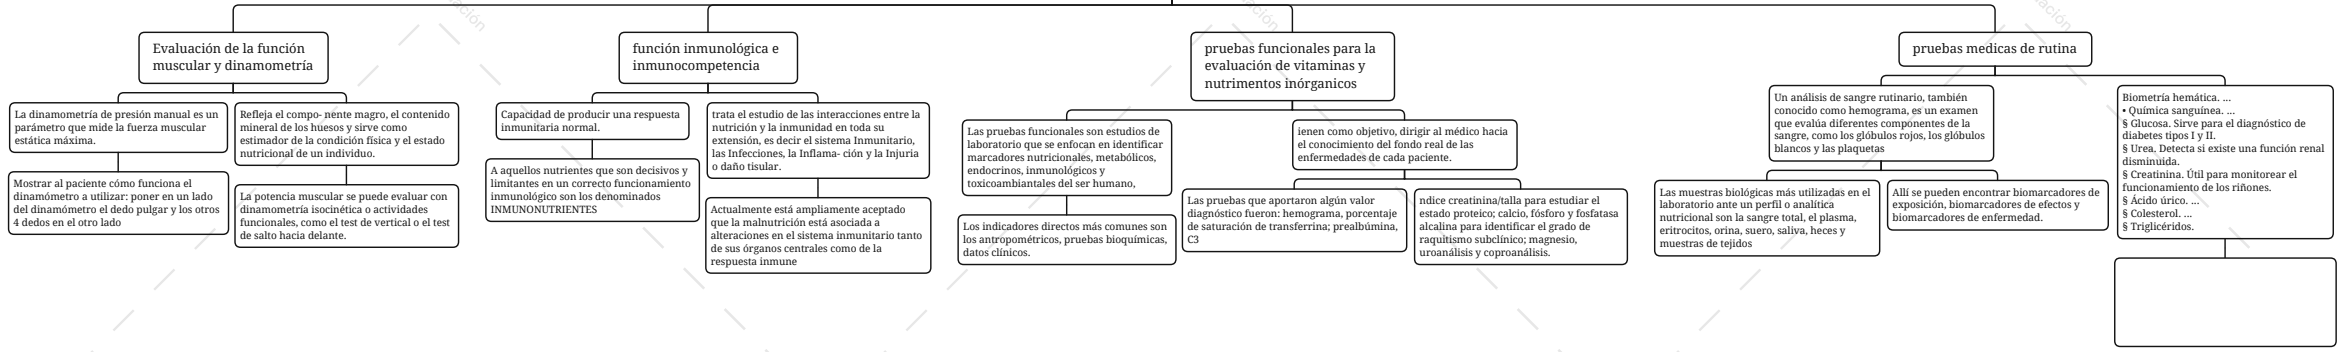 Evaluación de la función
muscular y dinamometría
La dinamometría de presión manual es un
parámetro que mide la fuerza muscular
estática máxima.
Mostrar al paciente cómo funciona el
dinamómetro a utilizar: poner en un lado
del dinamómetro el dedo pulgar y los otros
4 dedos en el otro lado
Refleja el compo- nente magro, el contenido
mineral de los huesos y sirve como
estimador de la condición física y el estado
nutricional de un individuo.
La potencia muscular se puede evaluar con
dinamometría isocinética o actividades
funcionales, como el test de vertical o el test
de salto hacia delante.
función inmunológica e
inmunocompetencia
Capacidad de producir una respuesta
inmunitaria normal.
A aquellos nutrientes que son decisivos y
limitantes en un correcto funcionamiento
inmunológico son los denominados
INMUNONUTRIENTES
trata el estudio de las interacciones entre la
nutrición y la inmunidad en toda su
extensión, es decir el sistema Inmunitario,
las Infecciones, la Inflama- ción y la Injuria
o daño tisular.
Actualmente está ampliamente aceptado
que la malnutrición está asociada a
alteraciones en el sistema inmunitario tanto
de sus órganos centrales como de la
respuesta inmune
pruebas funcionales para la
evaluación de vitaminas y
nutrimentos inórganicos
Las pruebas funcionales son estudios de
laboratorio que se enfocan en identificar
marcadores nutricionales, metabólicos,
endocrinos, inmunológicos y
toxicoambiantales del ser humano,
Los indicadores directos más comunes son
los antropométricos, pruebas bioquímicas,
datos clínicos.
ienen como objetivo, dirigir al médico hacia
el conocimiento del fondo real de las
enfermedades de cada paciente.
Las pruebas que aportaron algún valor
diagnóstico fueron: hemograma, porcentaje
de saturación de transferrina; prealbúmina,
C3
ndice creatinina/talla para estudiar el
estado proteico; calcio, fósforo y fosfatasa
alcalina para identificar el grado de
raquitismo subclínico; magnesio,
uroanálisis y coproanálisis.
pruebas medicas de rutina
Un análisis de sangre rutinario, también
conocido como hemograma, es un examen
que evalúa diferentes componentes de la
sangre, como los glóbulos rojos, los glóbulos
blancos y las plaquetas
Las muestras biológicas más utilizadas en el
laboratorio ante un perfil o analítica
nutricional son la sangre total, el plasma,
eritrocitos, orina, suero, saliva, heces y
muestras de tejidos
Allí se pueden encontrar biomarcadores de
exposición, biomarcadores de efectos y
biomarcadores de enfermedad.
Biometría hemática. ...
• Química sanguínea. ...
§ Glucosa. Sirve para el diagnóstico de
diabetes tipos I y II.
§ Urea. Detecta si existe una función renal
disminuida.
§ Creatinina. Útil para monitorear el
funcionamiento de los riñones.
§ Ácido úrico. ...
§ Colesterol. ...
§ Triglicéridos.